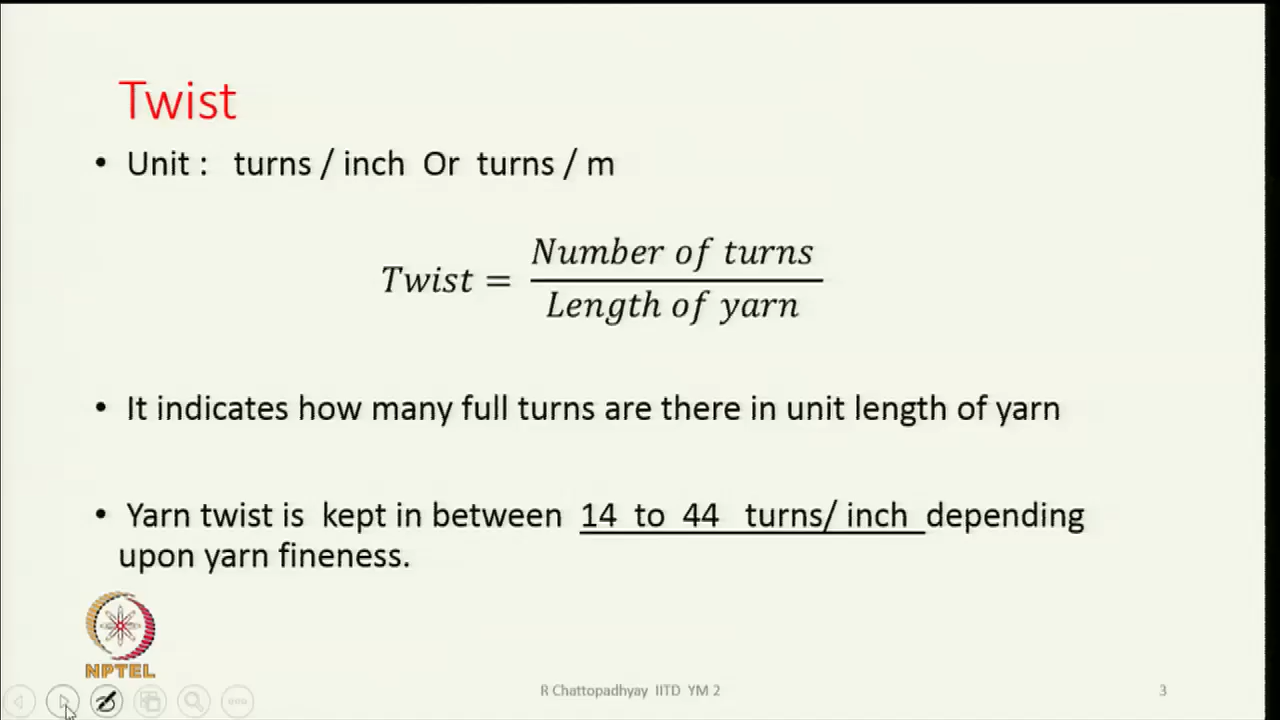 Twist
• Unit : turns / inch Or turns / m
Twist = Number of turns / Length of yarn
• It indicates how many full turns are there in unit length of yarn
• Yarn twist is kept in between 14 to 44 turns/ inch depending
upon yarn fineness.
NPTEL
R Chattopadhyay IITD YM 2
3